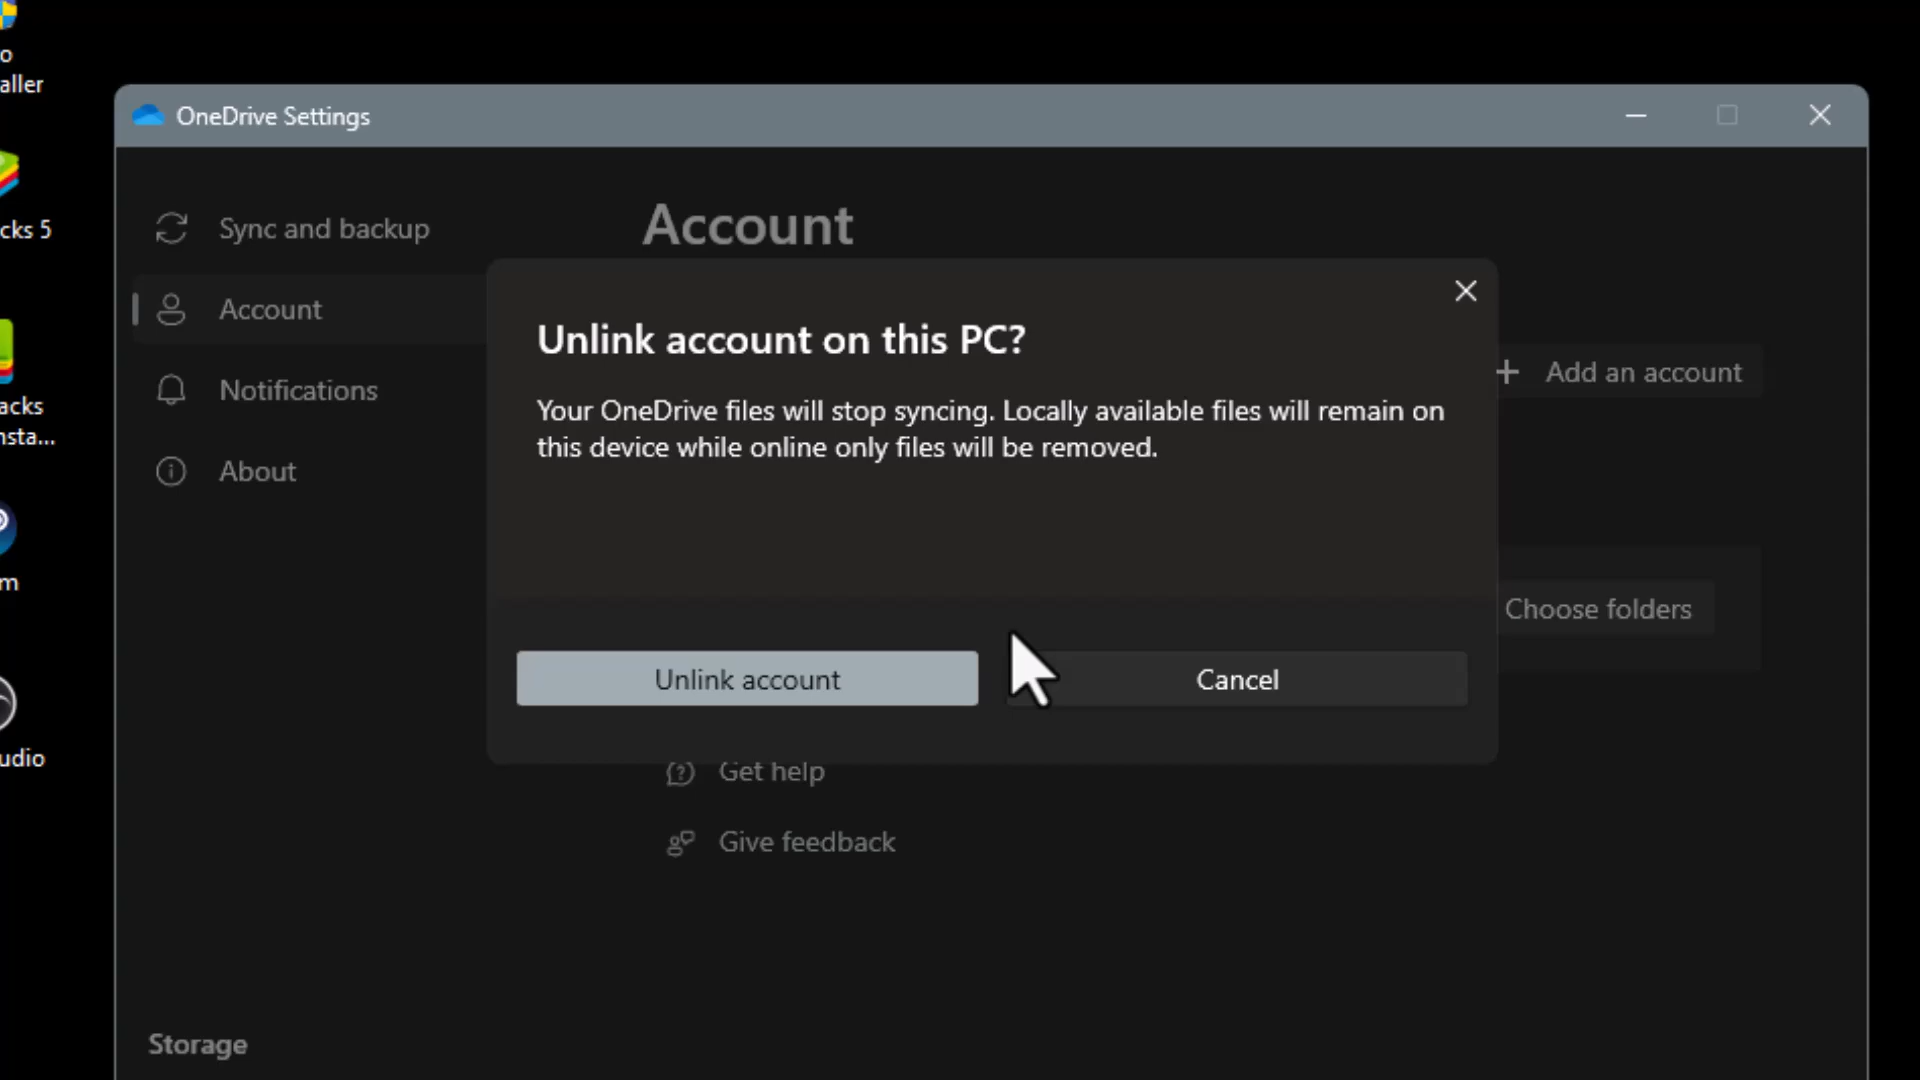 o
aller
OneDrive Settings
cks 5
Sync and backup
Account
Account
Unlink account on this PC?
Add an account
Notifications
acks
nsta...
Your OneDrive files will stop syncing. Locally available files will remain on
this device while online only files will be removed.
About
m
Choose folders
Unlink account
Cancel
udio
Get help
Give feedback
Storage